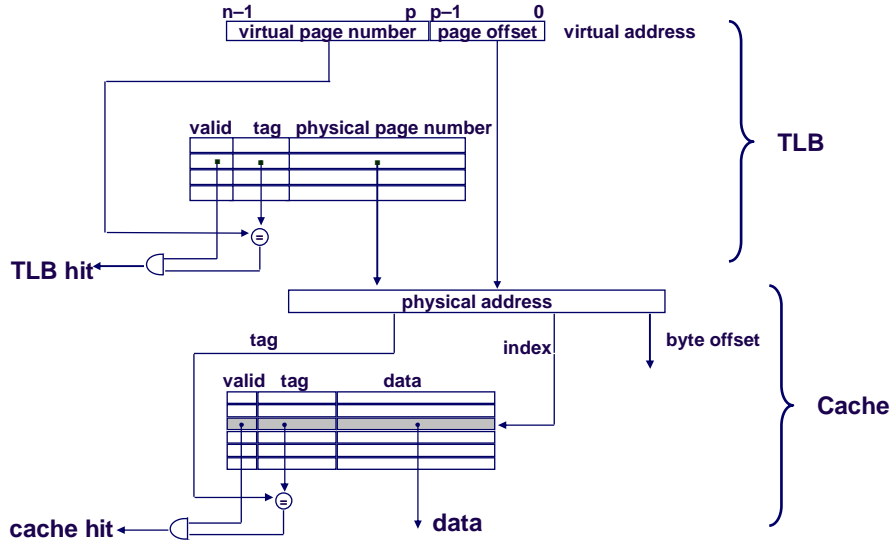 n–1 p p–1 0
virtual page number page offset virtual address
valid tag physical page number
TLB
=
TLB hit
physical address
tag
index
byte offset
valid tag data
Cache
=
cache hit
data